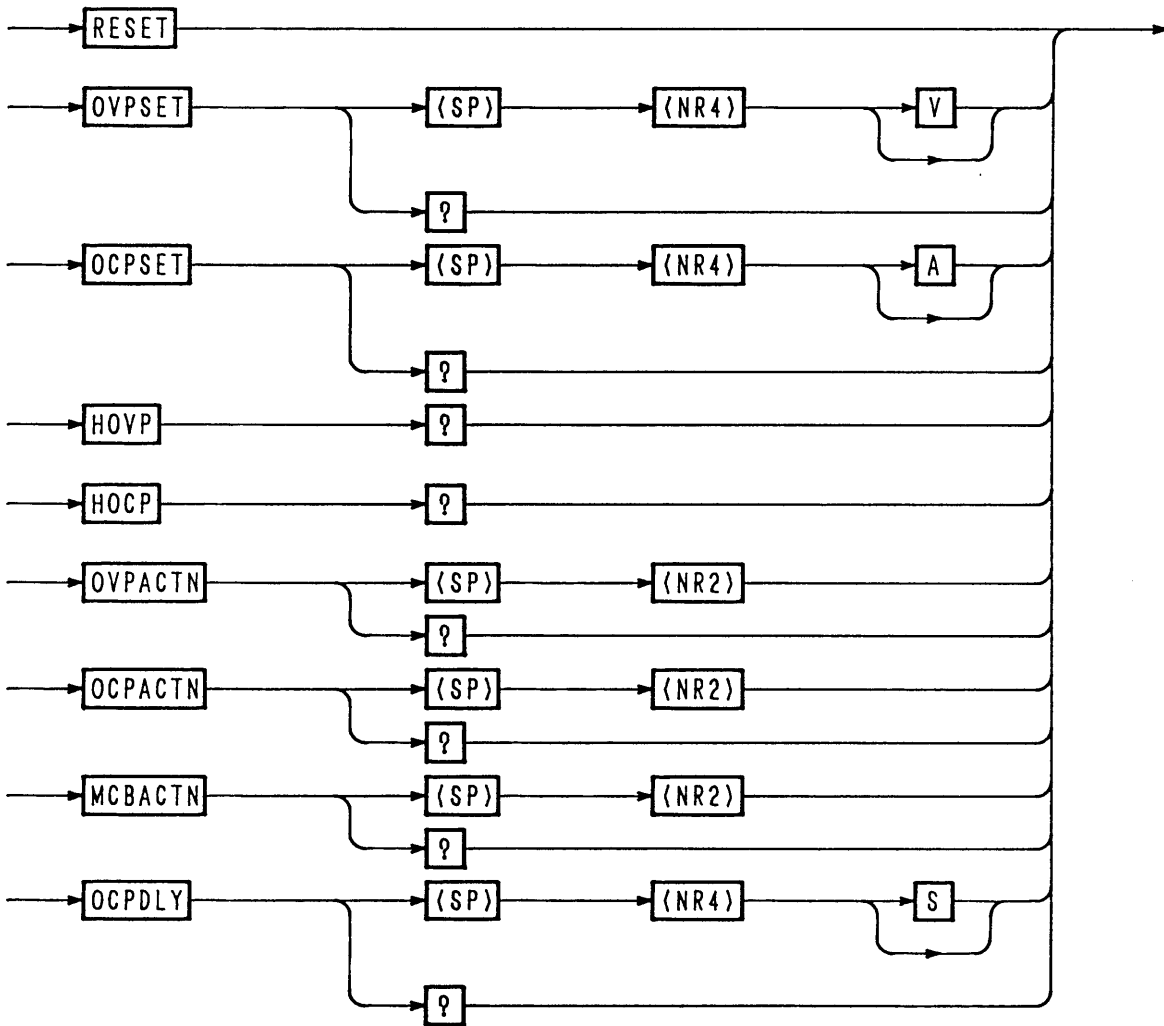 RESET
OVPSET ⟨SP⟩ ⟨NR4⟩ V
?
OCPSET ⟨SP⟩ ⟨NR4⟩ A
?
HOVP ?
HOCP ?
OVPACTN ⟨SP⟩ ⟨NR2⟩
?
OCPACTN ⟨SP⟩ ⟨NR2⟩
?
MCBACTN ⟨SP⟩ ⟨NR2⟩
?
OCPDLY ⟨SP⟩ ⟨NR4⟩ S
?